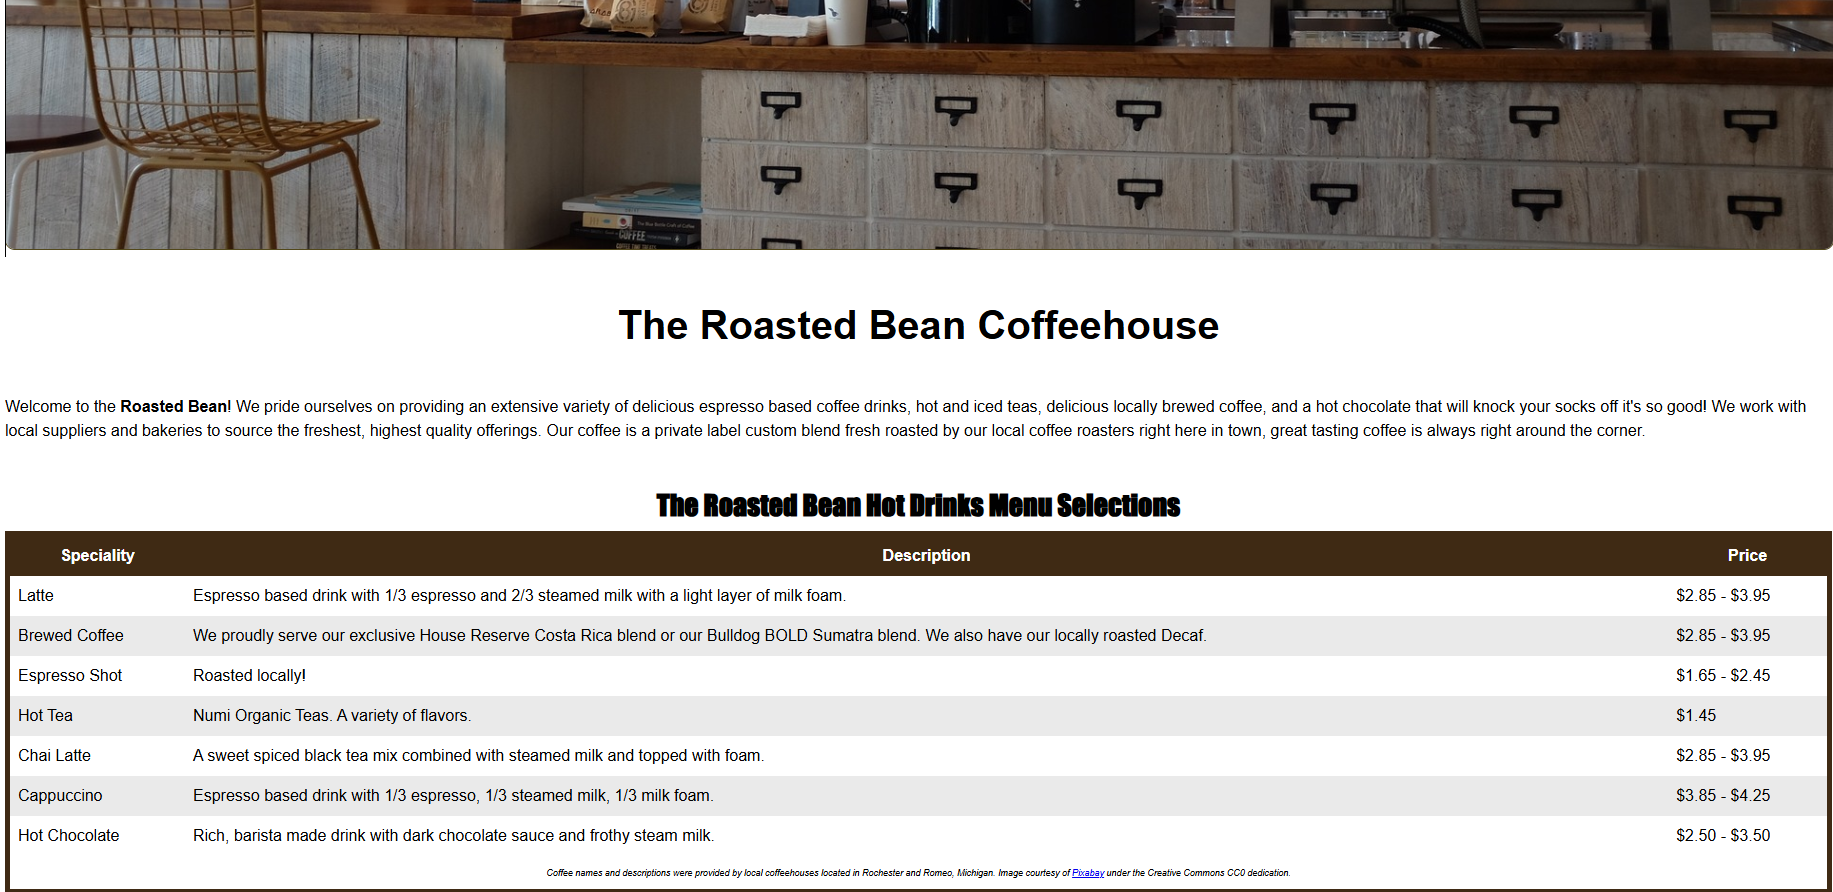 The Blue Bottle Craft of Coffee
COFFEE
The Roasted Bean Coffeehouse
Welcome to the Roasted Bean! We pride ourselves on providing an extensive variety of delicious espresso based coffee drinks, hot and iced teas, delicious locally brewed coffee, and a hot chocolate that will knock your socks off it's so good! We work with
local suppliers and bakeries to source the freshest, highest quality offerings. Our coffee is a private label custom blend fresh roasted by our local coffee roasters right here in town, great tasting coffee is always right around the corner.
The Roasted Bean Hot Drinks Menu Selections
Speciality Description Price
Latte Espresso based drink with 1/3 espresso and 2/3 steamed milk with a light layer of milk foam. $2.85 - $3.95
Brewed Coffee We proudly serve our exclusive House Reserve Costa Rica blend or our Bulldog BOLD Sumatra blend. We also have our locally roasted Decaf. $2.85 - $3.95
Espresso Shot Roasted locally! $1.65 - $2.45
Hot Tea Numi Organic Teas. A variety of flavors. $1.45
Chai Latte A sweet spiced black tea mix combined with steamed milk and topped with foam. $2.85 - $3.95
Cappuccino Espresso based drink with 1/3 espresso, 1/3 steamed milk, 1/3 milk foam. $3.85 - $4.25
Hot Chocolate Rich, barista made drink with dark chocolate sauce and frothy steam milk. $2.50 - $3.50
Coffee names and descriptions were provided by local coffeehouses located in Rochester and Romeo, Michigan. Image courtesy of Pixabay under the Creative Commons CC0 dedication.